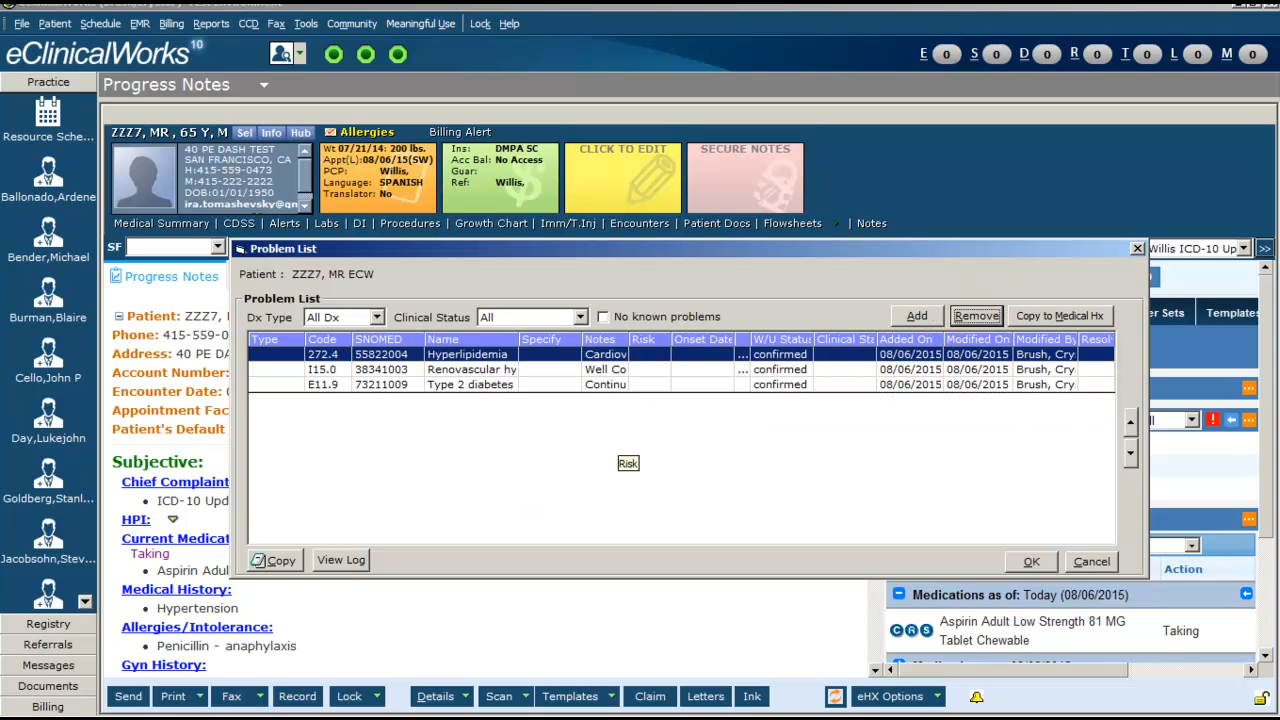 File Patient Schedule EMR Billing Reports CCD Fax Tools Community Meaningful Use Lock Help
eClinicalWorks 10
E 0 S 0 D 0 R 0 T 0 L 0 M 0
Practice
Progress Notes
Resource Sche...
Ballonado,Ardene
Bender,Michael
Burman,Blaire
Cello,John P
Day,Lukejohn
Goldberg,Stanl...
Jacobsohn,Stev...
Registry
Referrals
Messages
Documents
Billing
ZZZ7, MR , 65 Y, M Sel Info Hub Allergies Billing Alert
40 PE DASH TEST
SAN FRANCISCO, CA
H:415-559-0473
M:415-222-2222
DOB:01/01/1950
ira.tomashevsky@gn
Wt 07/21/14: 200 lbs.
Appt(L):08/06/15(SW)
PCP: Willis,
Language: SPANISH
Translator: No
Ins: DMPA SC
Acc Bal: No Access
Guar:
Ref: Willis,
CLICK TO EDIT
SECURE NOTES
Medical Summary | CDSS | Alerts | Labs | DI | Procedures | Growth Chart | Imm/T.Inj | Encounters | Patient Docs | Flowsheets | Notes
SF
Willis ICD-10 Up >>
Progress Notes
Patient: ZZZ7,
Phone: 415-559-0
Address: 40 PE DA
Account Number:
Encounter Date: 0
Appointment Fac
Patient's Default
Subjective:
Chief Complaint
ICD-10 Upd
HPI:
Current Medicat
Taking
Aspirin Adul
Medical History:
Hypertension
Allergies/Intolerance:
Penicillin - anaphylaxis
Gyn History:
Problem List
Patient : ZZZ7, MR ECW
Problem List
Dx Type All Dx Clinical Status All No known problems Add Remove Copy to Medical Hx
Type Code SNOMED Name Specify Notes Risk Onset Date W/U Status Clinical Sta Added On Modified On Modified By Resol
272.4 55822004 Hyperlipidemia Cardiov ... confirmed 08/06/2015 08/06/2015 Brush, Cry
I15.0 38341003 Renovascular hy Well Co ... confirmed 08/06/2015 08/06/2015 Brush, Cry
E11.9 73211009 Type 2 diabetes Continu confirmed 08/06/2015 08/06/2015 Brush, Cry
Risk
Copy View Log OK Cancel
er Sets Template
Action
Medications as of: Today (08/06/2015)
CRS Aspirin Adult Low Strength 81 MG
Tablet Chewable
Taking
Send Print Fax Record Lock Details Scan Templates Claim Letters Ink eHX Options